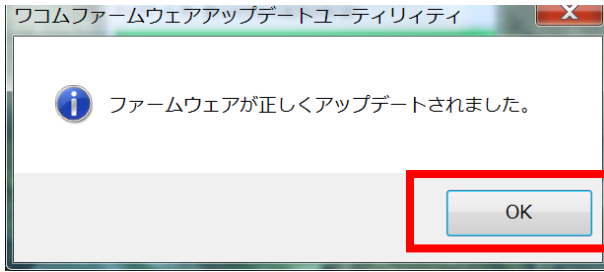 ワコムファームウェアアップデートユーティリィティ
ファームウェアが正しくアップデートされました。
OK